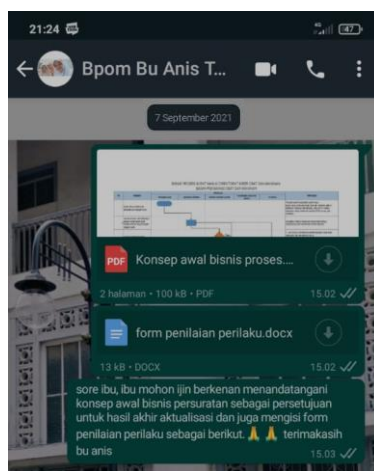 21:24
47
Bpom Bu Anis T...
7 September 2021
PDF
Konsep awal bisnis proses....
2 halaman • 100 kB • PDF 15.02
form penilaian perilaku.docx
13 kB • DOCX 15.02
sore ibu, ibu mohon ijin berkenan menandatangani
konsep awal bisnis persuratan sebagai persetujuan
untuk hasil akhir aktualisasi dan juga mengisi form
penilaian perilaku sebagai berikut. 🙏 🙏 terimakasih
bu anis
15.03